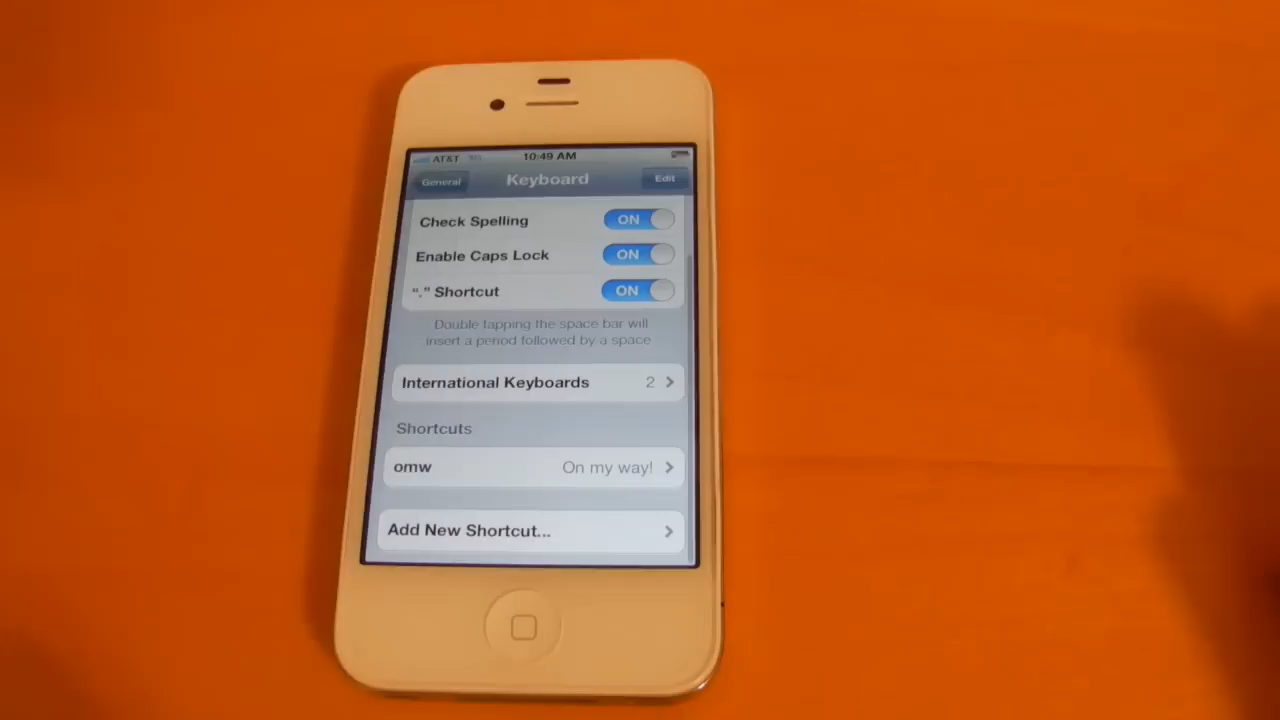 AT&T 10:49 AM
General Keyboard Edit
Check Spelling ON
Enable Caps Lock ON
“.” Shortcut ON
Double tapping the space bar will
insert a period followed by a space
International Keyboards 2
Shortcuts
omw On my way!
Add New Shortcut...